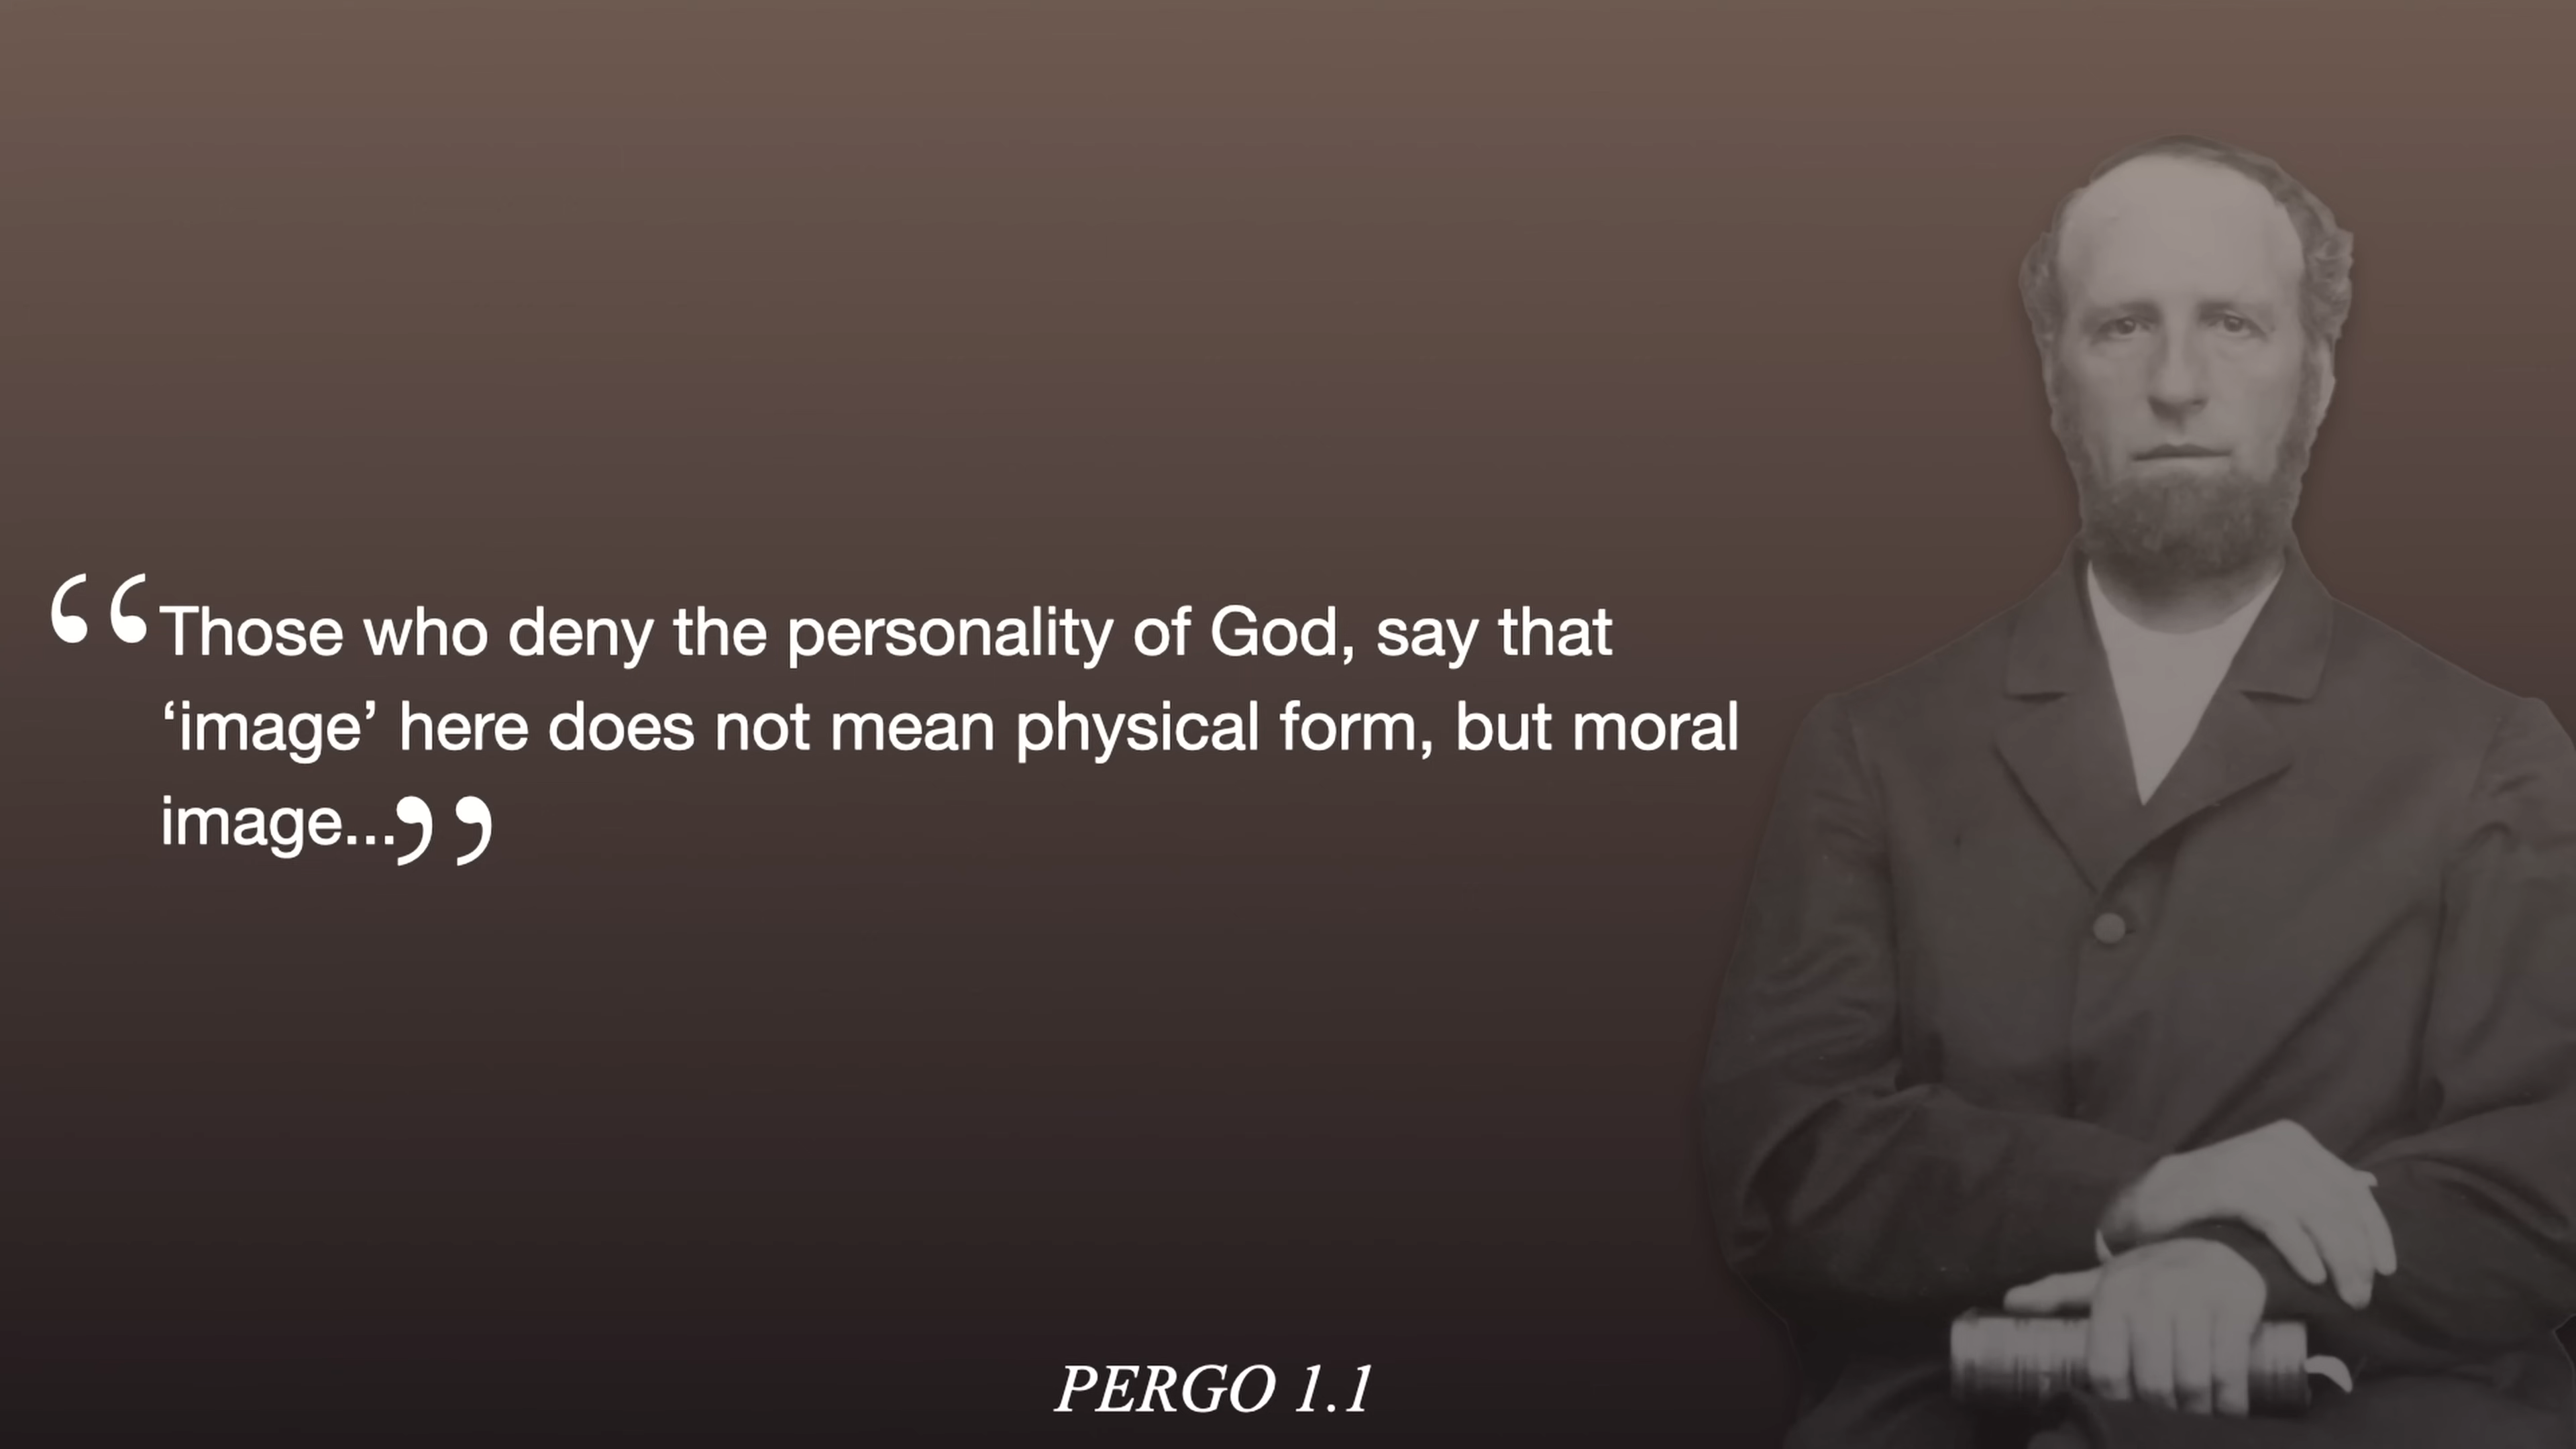 “Those who deny the personality of God, say that
‘image’ here does not mean physical form, but moral
image...”
PERGO 1.1